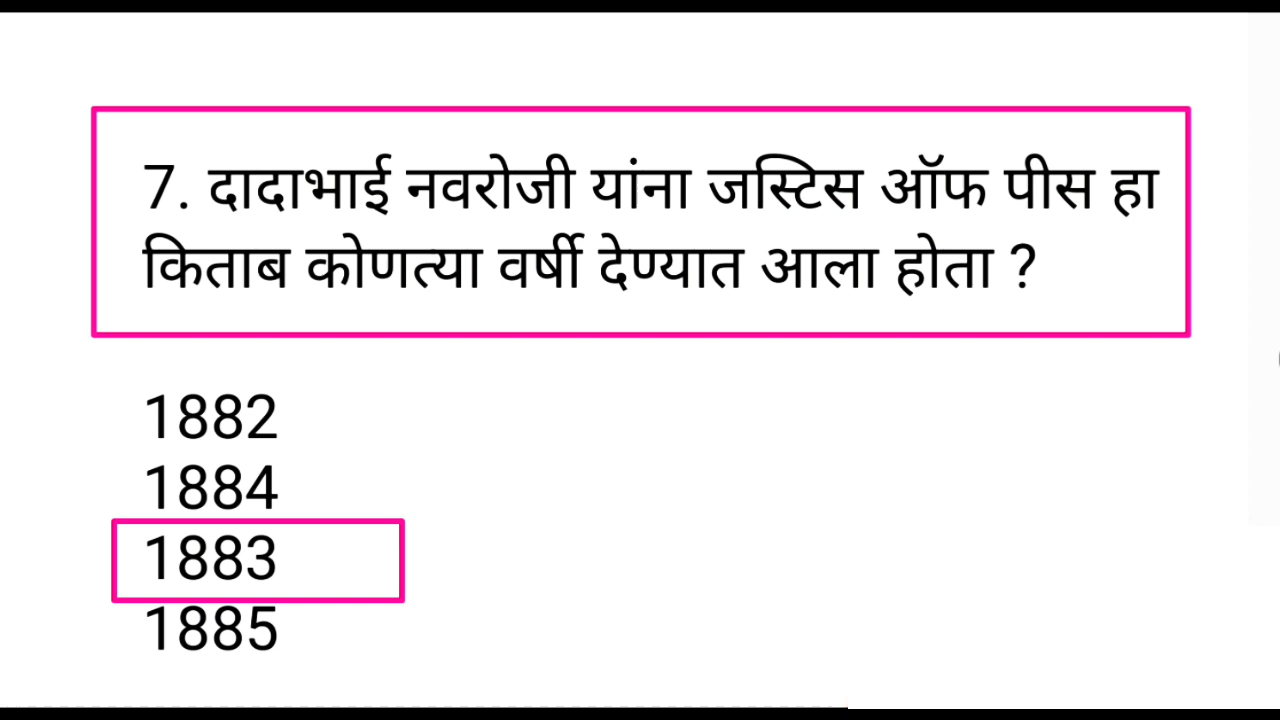 7. दादाभाई नवरोजी यांना जस्टिस ऑफ पीस हा
किताब कोणत्या वर्षी देण्यात आला होता ?
1882
1884
1883
1885